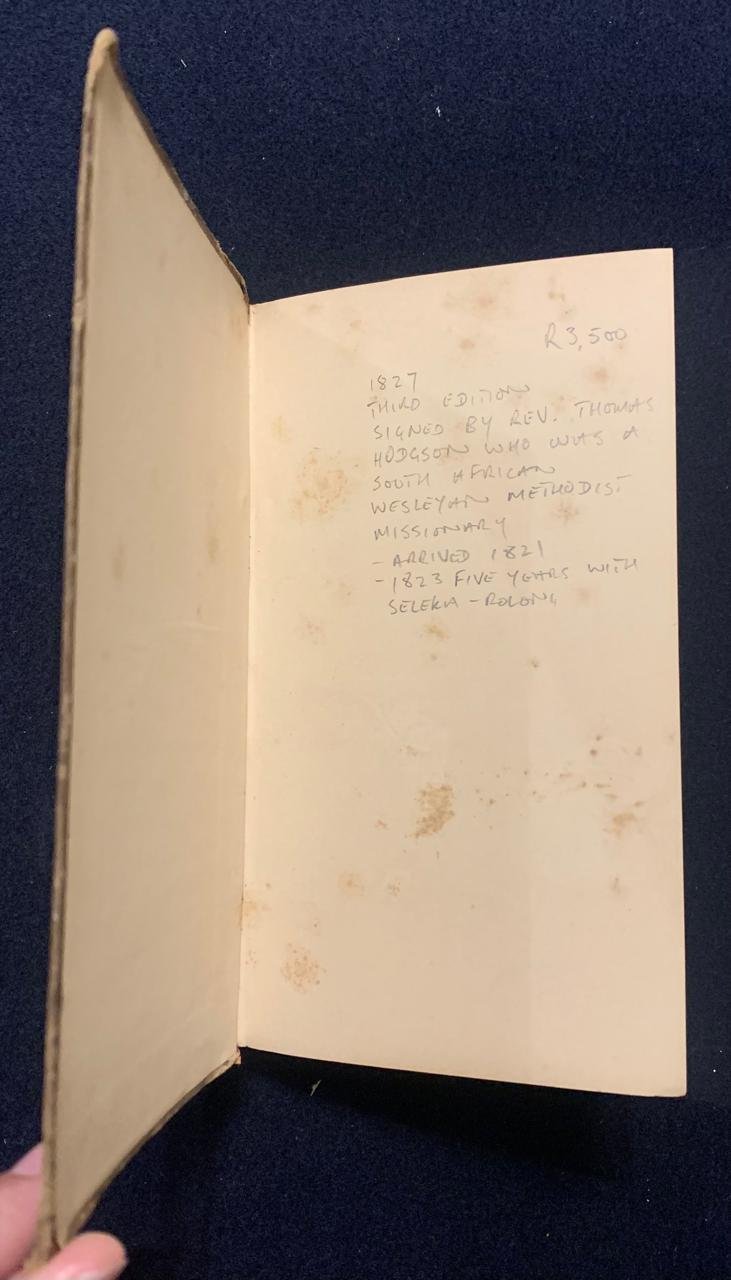 R3,500
1827
THIRD EDITION
SIGNED BY REV. THOMAS
HODGSON WHO WAS A
SOUTH AFRICAN
WESLEYAN METHODIST
MISSIONARY
- ARRIVED 1821
- 1823 FIVE YEARS WITH
SELEKA - ROLONG